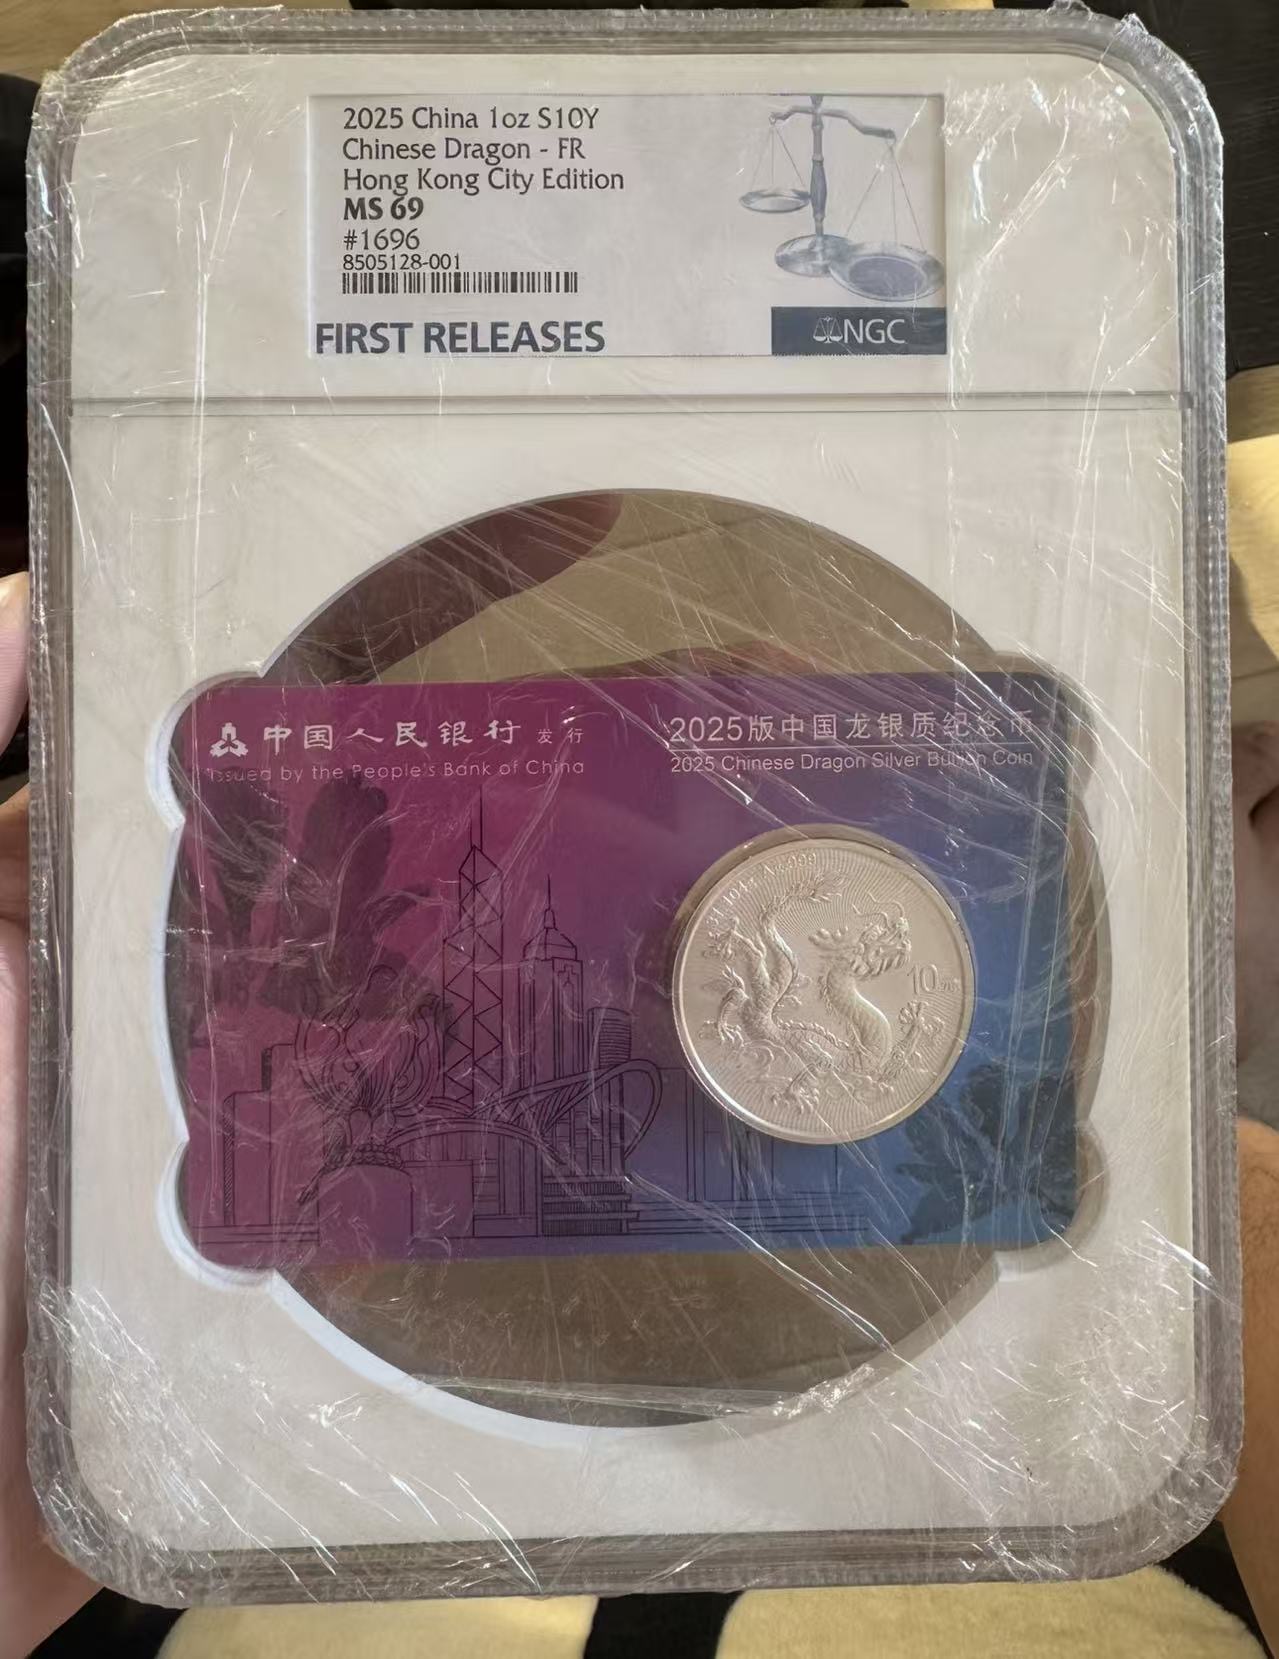 2025 China 1oz S10Y
Chinese Dragon - FR
Hong Kong City Edition
MS 69
#1696
8505128-001
FIRST RELEASES
NGC
中国人民银行 发行
Issued by the People's Bank of China
2025版中国龙银质纪念币
2025 Chinese Dragon Silver Bullion Coin
999
10